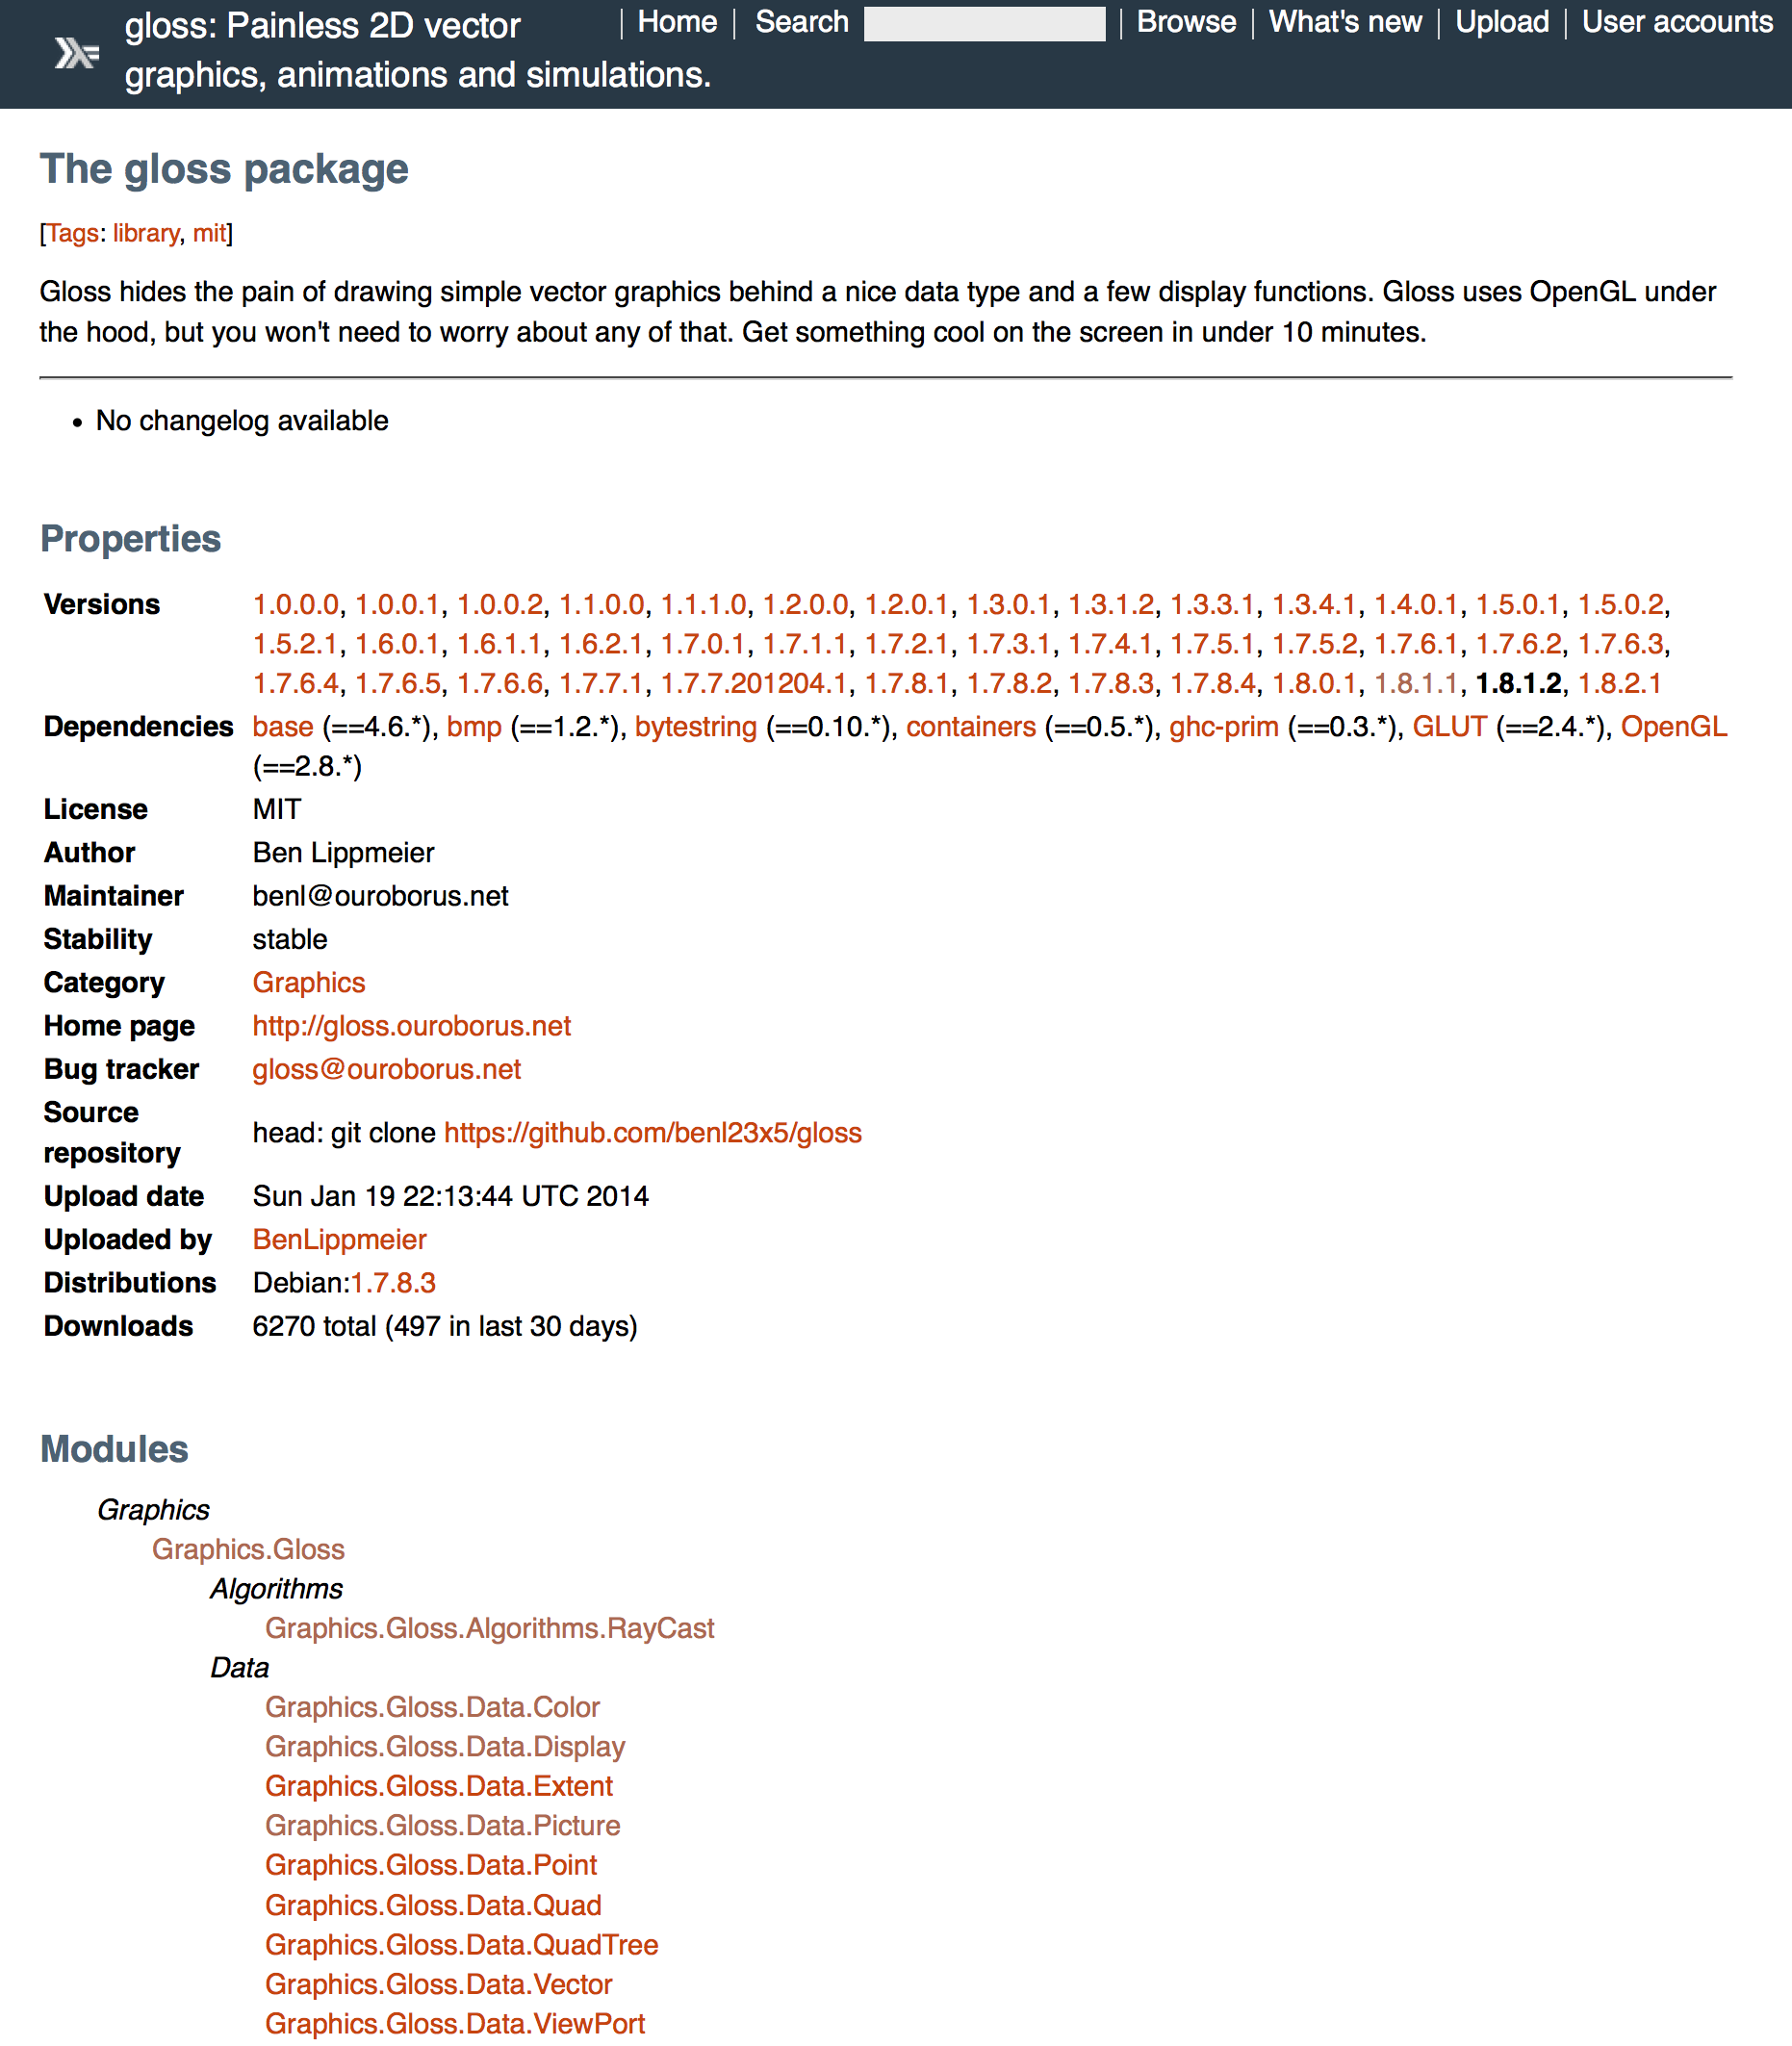 gloss: Painless 2D vector graphics, animations and simulations.
Home | Search | Browse | What's new | Upload | User accounts
The gloss package
[Tags: library, mit]
Gloss hides the pain of drawing simple vector graphics behind a nice data type and a few display functions. Gloss uses OpenGL under
the hood, but you won't need to worry about any of that. Get something cool on the screen in under 10 minutes.
• No changelog available
Properties
Versions 1.0.0.0, 1.0.0.1, 1.0.0.2, 1.1.0.0, 1.1.1.0, 1.2.0.0, 1.2.0.1, 1.3.0.1, 1.3.1.2, 1.3.3.1, 1.3.4.1, 1.4.0.1, 1.5.0.1, 1.5.0.2,
1.5.2.1, 1.6.0.1, 1.6.1.1, 1.6.2.1, 1.7.0.1, 1.7.1.1, 1.7.2.1, 1.7.3.1, 1.7.4.1, 1.7.5.1, 1.7.5.2, 1.7.6.1, 1.7.6.2, 1.7.6.3,
1.7.6.4, 1.7.6.5, 1.7.6.6, 1.7.7.1, 1.7.7.201204.1, 1.7.8.1, 1.7.8.2, 1.7.8.3, 1.7.8.4, 1.8.0.1, 1.8.1.1, 1.8.1.2, 1.8.2.1
Dependencies base (==4.6.*), bmp (==1.2.*), bytestring (==0.10.*), containers (==0.5.*), ghc-prim (==0.3.*), GLUT (==2.4.*), OpenGL
(==2.8.*)
License MIT
Author Ben Lippmeier
Maintainer benl@ouroborus.net
Stability stable
Category Graphics
Home page http://gloss.ouroborus.net
Bug tracker gloss@ouroborus.net
Source repository head: git clone https://github.com/benl23x5/gloss
Upload date Sun Jan 19 22:13:44 UTC 2014
Uploaded by BenLippmeier
Distributions Debian:1.7.8.3
Downloads 6270 total (497 in last 30 days)
Modules
Graphics
Graphics.Gloss
Algorithms
Graphics.Gloss.Algorithms.RayCast
Data
Graphics.Gloss.Data.Color
Graphics.Gloss.Data.Display
Graphics.Gloss.Data.Extent
Graphics.Gloss.Data.Picture
Graphics.Gloss.Data.Point
Graphics.Gloss.Data.Quad
Graphics.Gloss.Data.QuadTree
Graphics.Gloss.Data.Vector
Graphics.Gloss.Data.ViewPort